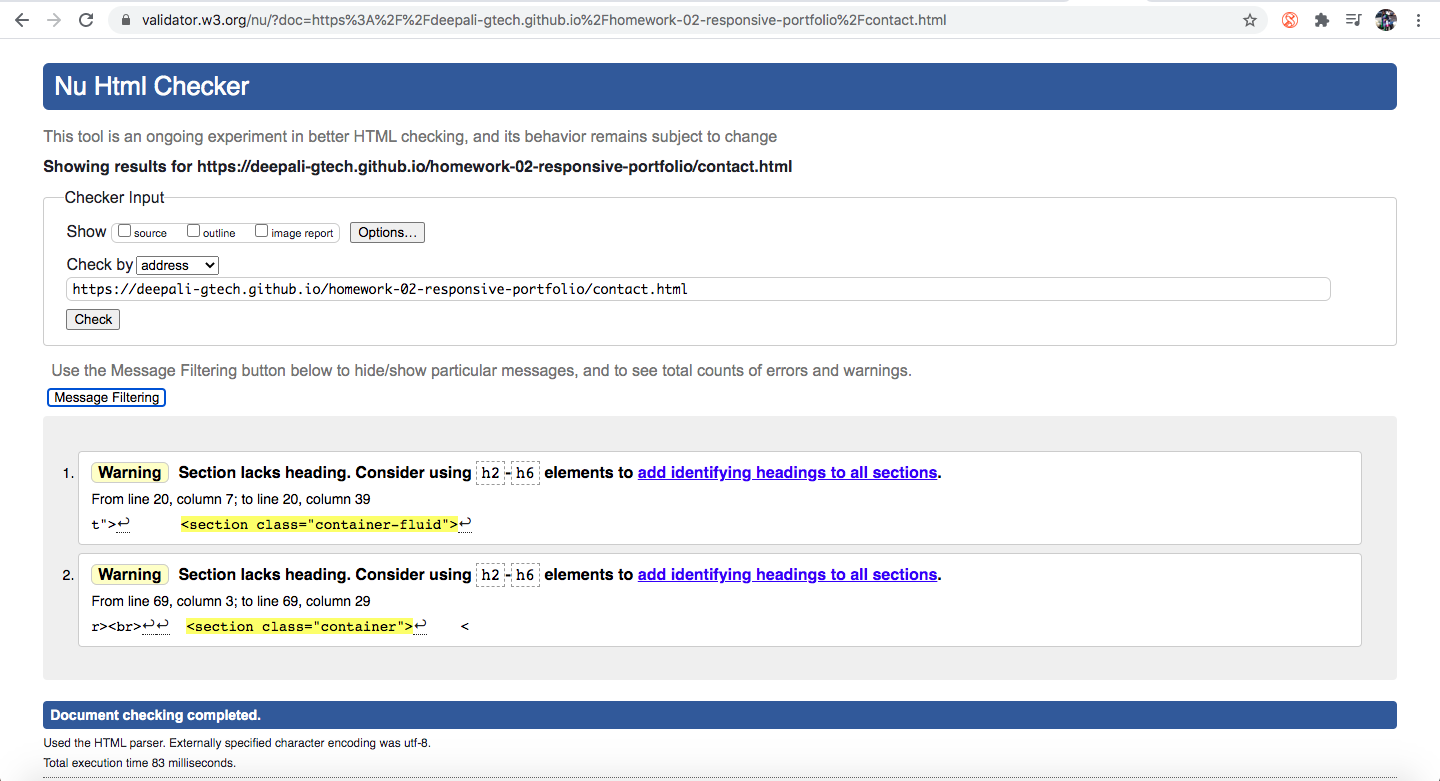 validator.w3.org/nu/?doc=https%3A%2F%2Fdeepali-gtech.github.io%2Fhomework-02-responsive-portfolio%2Fcontact.html
Nu Html Checker
This tool is an ongoing experiment in better HTML checking, and its behavior remains subject to change
Showing results for https://deepali-gtech.github.io/homework-02-responsive-portfolio/contact.html
Checker Input
Show source outline image report Options...
Check by address
https://deepali-gtech.github.io/homework-02-responsive-portfolio/contact.html
Check
Use the Message Filtering button below to hide/show particular messages, and to see total counts of errors and warnings.
Message Filtering
1. Warning Section lacks heading. Consider using h2-h6 elements to add identifying headings to all sections.
From line 20, column 7; to line 20, column 39
t">↩ <section class="container-fluid">↩
2. Warning Section lacks heading. Consider using h2-h6 elements to add identifying headings to all sections.
From line 69, column 3; to line 69, column 29
r><br>↩↩ <section class="container">↩ <
Document checking completed.
Used the HTML parser. Externally specified character encoding was utf-8.
Total execution time 83 milliseconds.